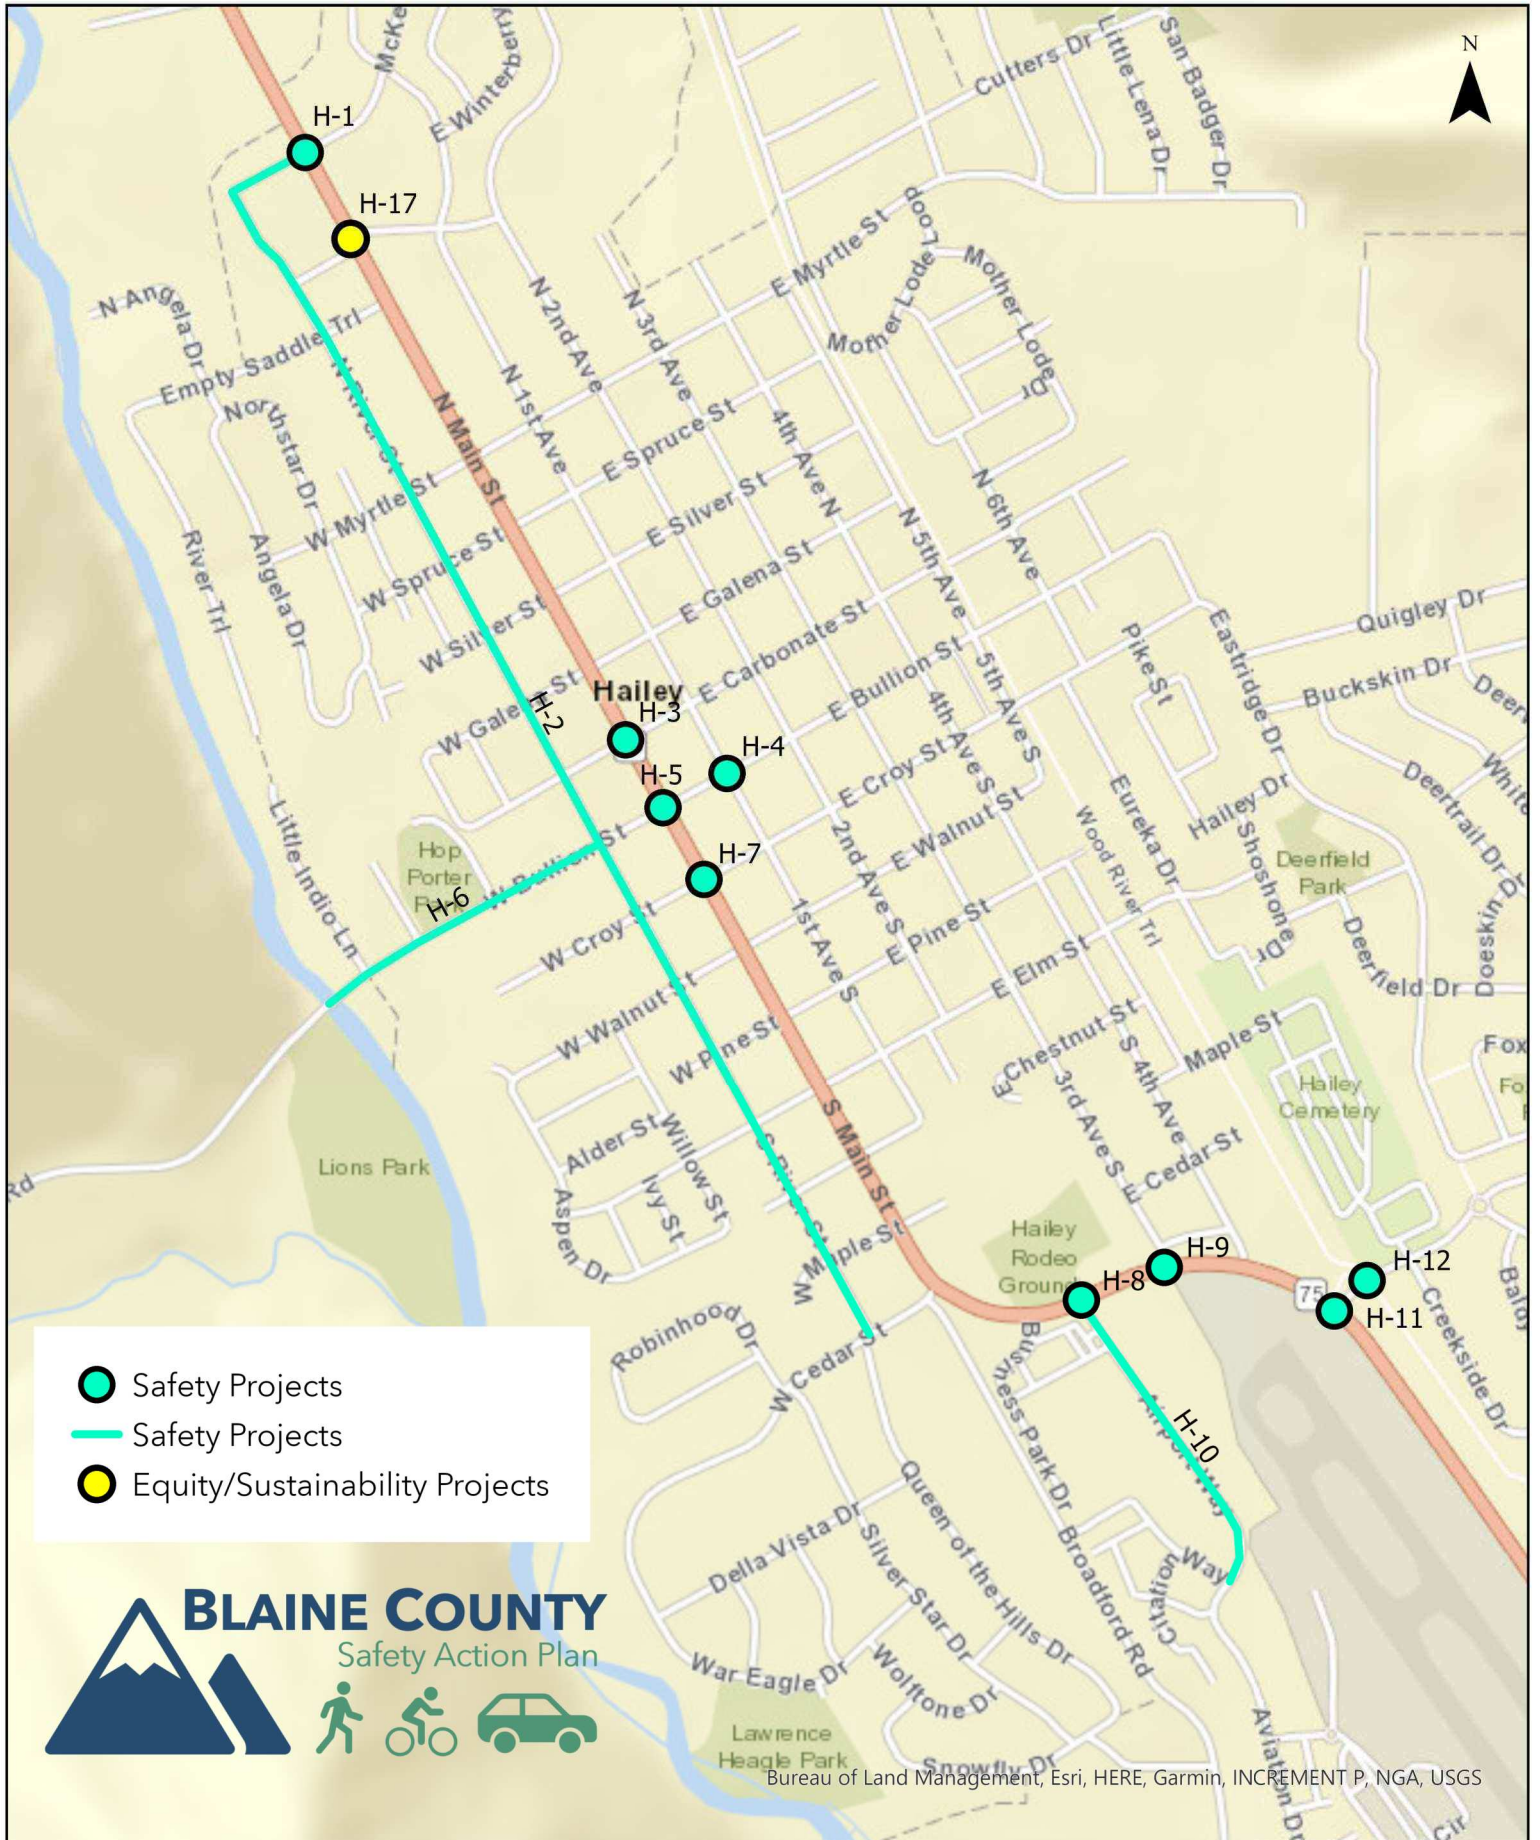 N
McKe
E Winterberry
Cutters Dr
Little Lena Dr
San Badger Dr
H-1
H-17
N Angela Dr
Empty Saddle Trl
Northstar Dr
N River St
N Main St
N 1st Ave
N 2nd Ave
N 3rd Ave
E Myrtle St
Mother Lode Loop
Mother Lode
Dr
E Spruce St
4th Ave N
E Silver St
N 5th Ave
N 6th Ave
W Myrtle St
W Spruce St
W Silver St
River Trl
Angela Dr
E Galena St
E Carbonate St
E Bullion St
5th Ave S
Pike St
Eastridge Dr
Quigley Dr
Buckskin Dr
Deertrail Dr
W Galena St
H-2
Hailey
H-3
H-4
H-5
H-7
E Croy St
4th Ave S
E Walnut St
Wood River Trl
Eureka Dr
Hailey Dr
Shoshone
Dr
Deerfield
Park
Deerfield Dr
Doeskin Dr
Little Indio Ln
Hop
Porter
Park
H-6
W Bullion St
W Croy St
2nd Ave S
1st Ave S
E Pine St
E Elm St
E Chestnut St
Maple St
Hailey
Cemetery
Fox
Fo
W Walnut St
W Pine St
S Main St
3rd Ave S
S 4th Ave
E Cedar St
Alder St
Willow St
Ivy St
Aspen Dr
S River St
W Maple St
Lions Park
Rd
Hailey
Rodeo
Ground
H-8
H-9
75
H-12
H-11
Creekside Dr
Baldy
Robinhood Dr
W Cedar St
Business Park Dr
Airport Way
H-10
Citation
Way
Broadford Rd
Queen of the Hills Dr
Silver Star Dr
Della Vista Dr
War Eagle Dr
Wolftone Dr
Snowfly Dr
Aviation Dr
Cir
Lawrence
Heagle Park
Safety Projects
Safety Projects
Equity/Sustainability Projects
BLAINE COUNTY
Safety Action Plan
Bureau of Land Management, Esri, HERE, Garmin, INCREMENT P, NGA, USGS